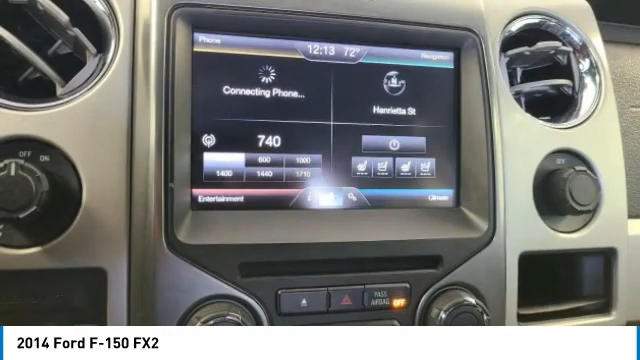 Phone
12:13 72°
Navigation
Connecting Phone...
N
Henrietta St
740
600 1000
1400 1440 1710
Entertainment
i
Climate
OFF ON
PASS
AIRBAG OFF
2014 Ford F-150 FX2